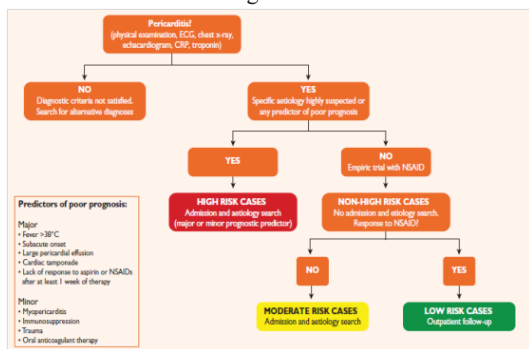 Pericarditis?
(physical examination, ECG, chest x-ray,
echacardiogram, CRP, troponin)
NO
Diagnostic criteria not satisfied.
Search for alternative diagnoses
YES
Specific aetiology highly suspected or
any predictor of poor prognosis
YES
NO
Empiric trial with NSAID
HIGH RISK CASES
Admission and aetiology search
(major or minor prognostic predictor)
NON-HIGH RISK CASES
No admission and etiology search.
Response to NSAID?
NO
YES
MODERATE RISK CASES
Admission and aetiology search
LOW RISK CASES
Outpatient follow-up
Predictors of poor prognosis:
Major
• Fever >38°C
• Subacute onset
• Large pericardial effusion
• Cardiac tamponade
• Lack of response to aspirin or NSAIDs
after at least 1 week of therapy
Minor
• Myopericarditis
• Immunosuppression
• Trauma
• Oral anticoagulant therapy